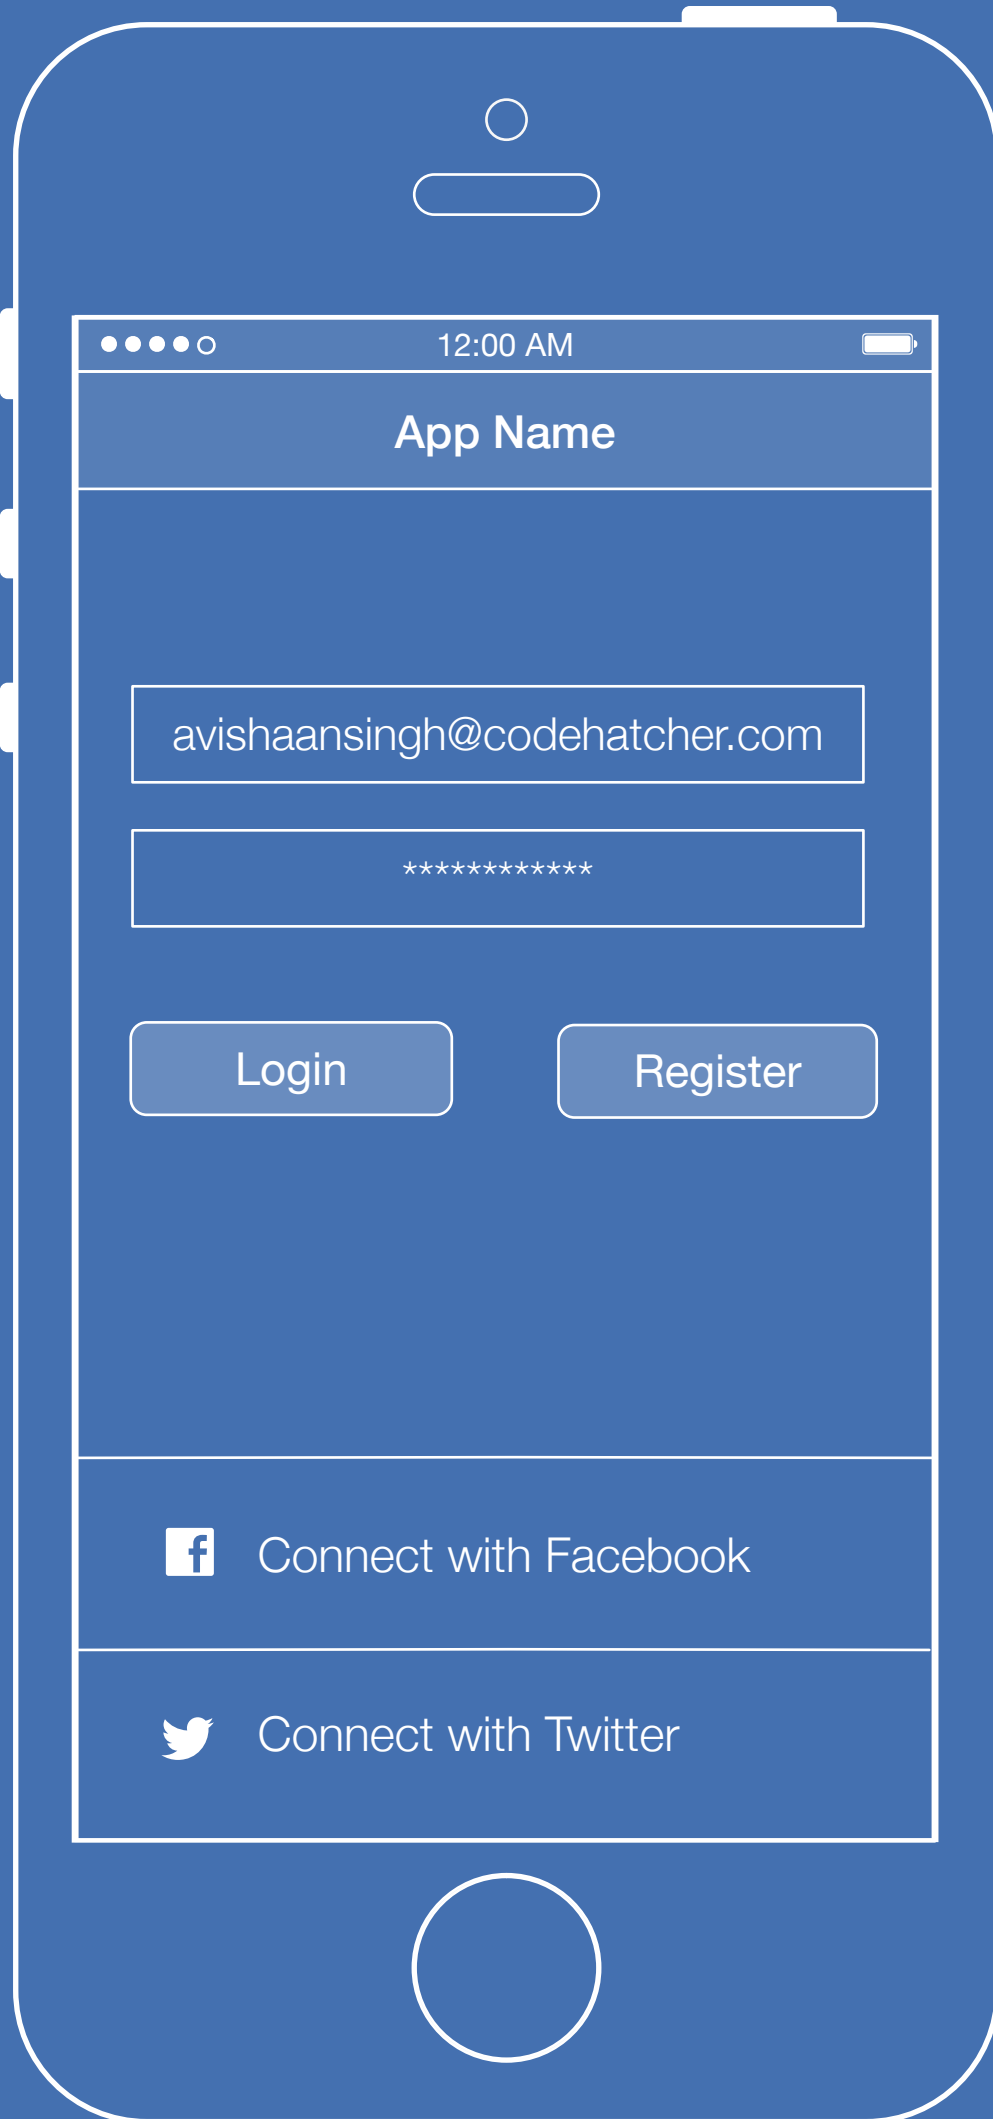 12:00 AM
App Name
avishaansingh@codehatcher.com
************
Login
Register
Connect with Facebook
Connect with Twitter